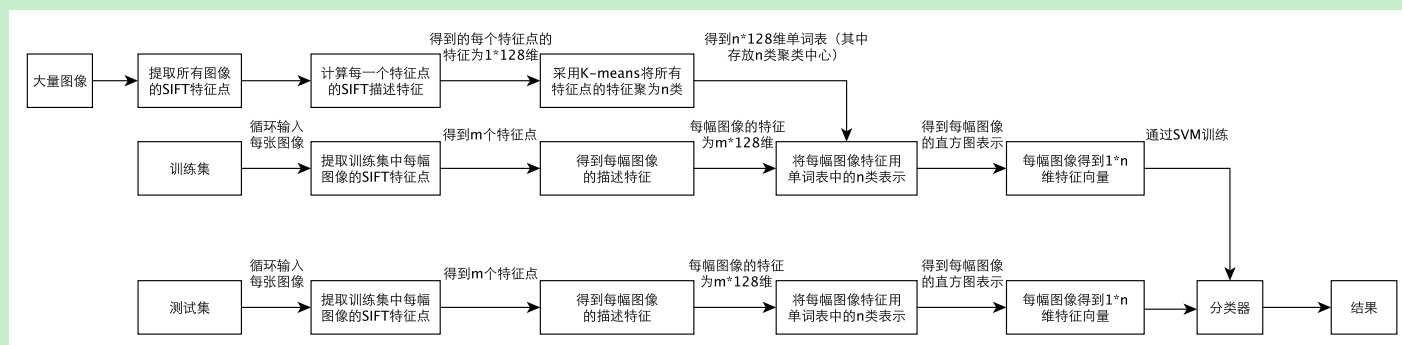 大量图像
提取所有图像
的SIFT特征点
计算每一个特征点
的SIFT描述特征
得到的每个特征点的
特征为1*128维
采用K-means将所有
特征点的特征聚为n类
得到n*128维单词表（其中
存放n类聚类中心）
训练集
循环输入
每张图像
提取训练集中每幅
图像的SIFT特征点
得到m个特征点
得到每幅图像
的描述特征
每幅图像的特征
为m*128维
将每幅图像特征用
单词表中的n类表示
得到每幅图像
的直方图表示
每幅图像得到1*n
维特征向量
通过SVM训练
测试集
循环输入
每张图像
提取训练集中每幅
图像的SIFT特征点
得到m个特征点
得到每幅图像
的描述特征
每幅图像的特征
为m*128维
将每幅图像特征用
单词表中的n类表示
得到每幅图像
的直方图表示
每幅图像得到1*n
维特征向量
分类器
结果